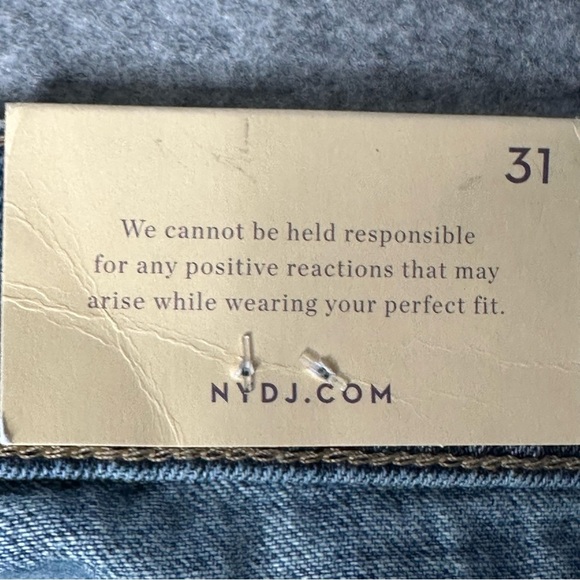 31
We cannot be held responsible
for any positive reactions that may
arise while wearing your perfect fit.
NYDJ.COM